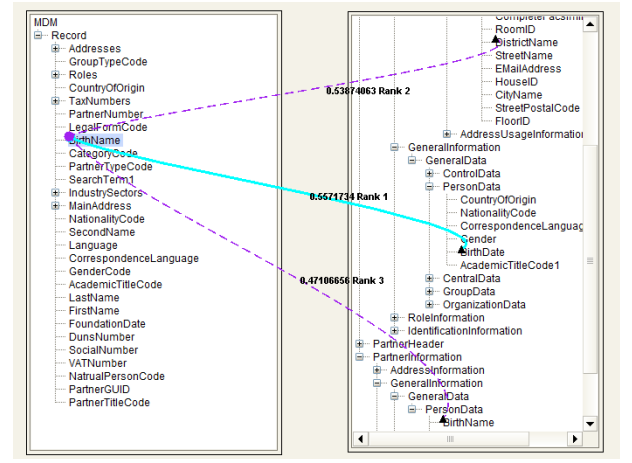 MDM
Record
Addresses
GroupTypeCode
Roles
CountryOfOrigin
TaxNumbers
PartnerNumber
LegalFormCode
BirthName
CategoryCode
PartnerTypeCode
SearchTerm1
IndustrySectors
MainAddress
NationalityCode
SecondName
Language
CorrespondenceLanguage
GenderCode
AcademicTitleCode
LastName
FirstName
FoundationDate
DunsNumber
SocialNumber
VATNumber
NatrualPersonCode
PartnerGUID
PartnerTitleCode
0.53874063 Rank 2
0.5571734 Rank 1
0.47106656 Rank 3
RoomID
DistrictName
StreetName
EMailAddress
HouseID
CityName
StreetPostalCode
FloorID
AddressUsageInformation
GeneralInformation
GeneralData
ControlData
PersonData
CountryOfOrigin
NationalityCode
CorrespondenceLanguag
Gender
BirthDate
AcademicTitleCode1
CentralData
GroupData
OrganizationData
RoleInformation
IdentificationInformation
PartnerHeader
PartnerInformation
AddressInformation
GeneralInformation
GeneralData
PersonData
BirthName